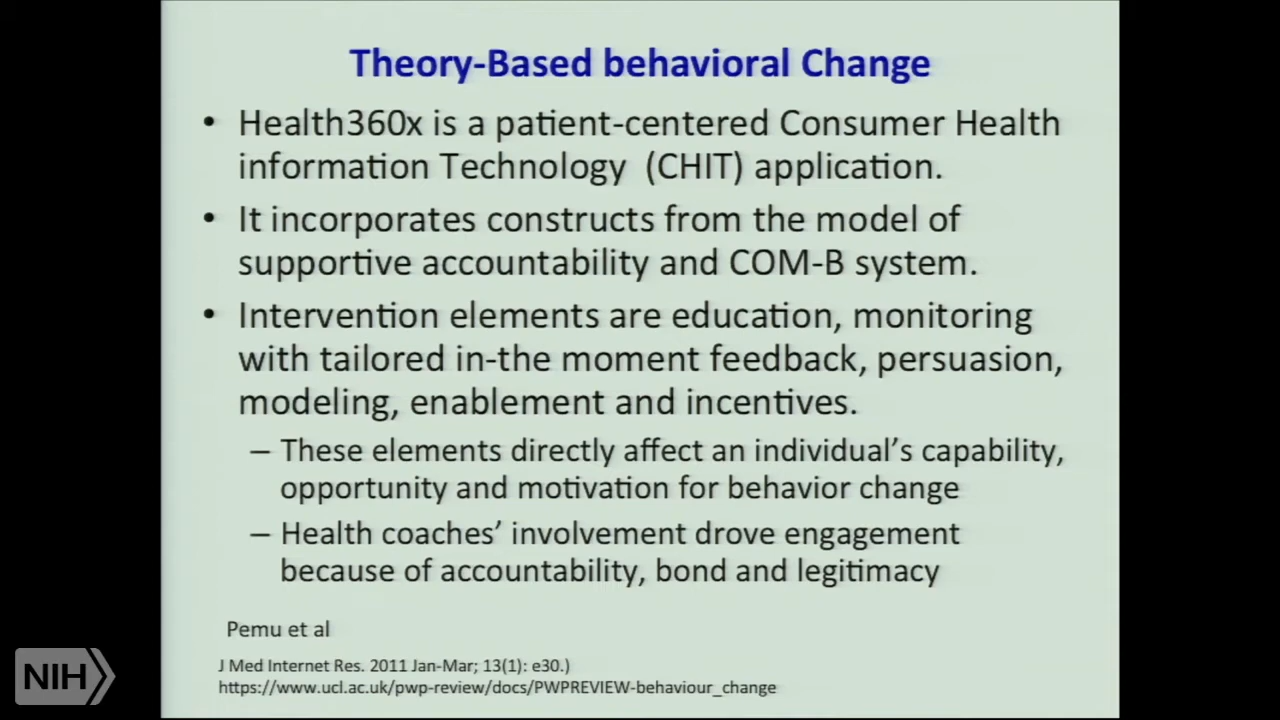 Theory-Based behavioral Change
• Health360x is a patient-centered Consumer Health
information Technology (CHIT) application.
• It incorporates constructs from the model of
supportive accountability and COM-B system.
• Intervention elements are education, monitoring
with tailored in-the moment feedback, persuasion,
modeling, enablement and incentives.
– These elements directly affect an individual's capability,
opportunity and motivation for behavior change
– Health coaches' involvement drove engagement
because of accountability, bond and legitimacy
Pemu et al
J Med Internet Res. 2011 Jan-Mar; 13(1): e30.)
https://www.ucl.ac.uk/pwp-review/docs/PWPREVIEW-behaviour_change
NIH